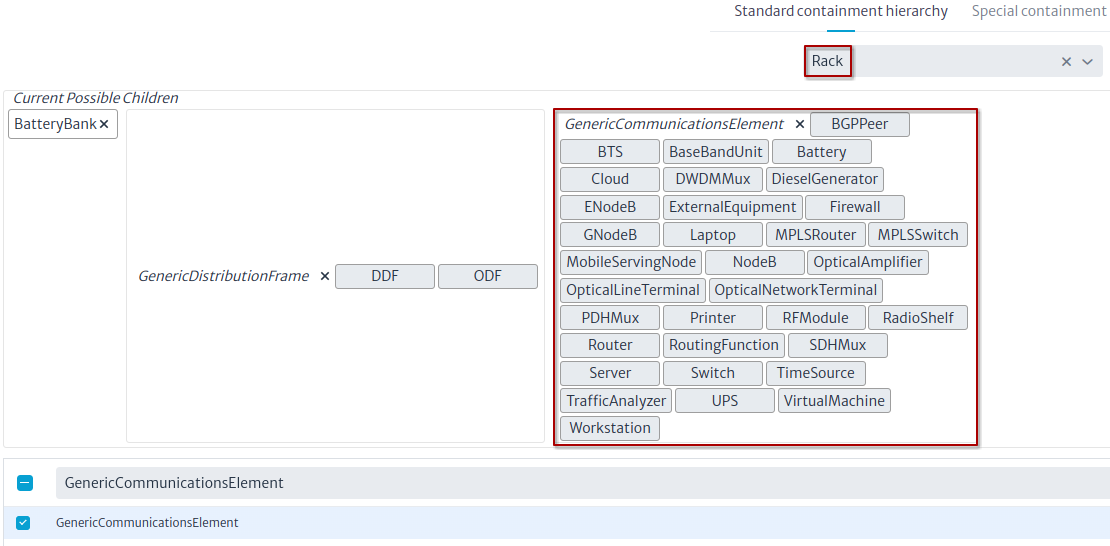 Standard containment hierarchy Special containment
Rack
Current Possible Children
BatteryBank
GenericDistributionFrame DDF ODF
GenericCommunicationsElement BGPPeer
BTS BaseBandUnit Battery
Cloud DWDMMux DieselGenerator
ENodeB ExternalEquipment Firewall
GNodeB Laptop MPLSRouter MPLSSwitch
MobileServingNode NodeB OpticalAmplifier
OpticalLineTerminal OpticalNetworkTerminal
PDHMux Printer RFModule RadioShelf
Router RoutingFunction SDHMux
Server Switch TimeSource
TrafficAnalyzer UPS VirtualMachine
Workstation
GenericCommunicationsElement
GenericCommunicationsElement